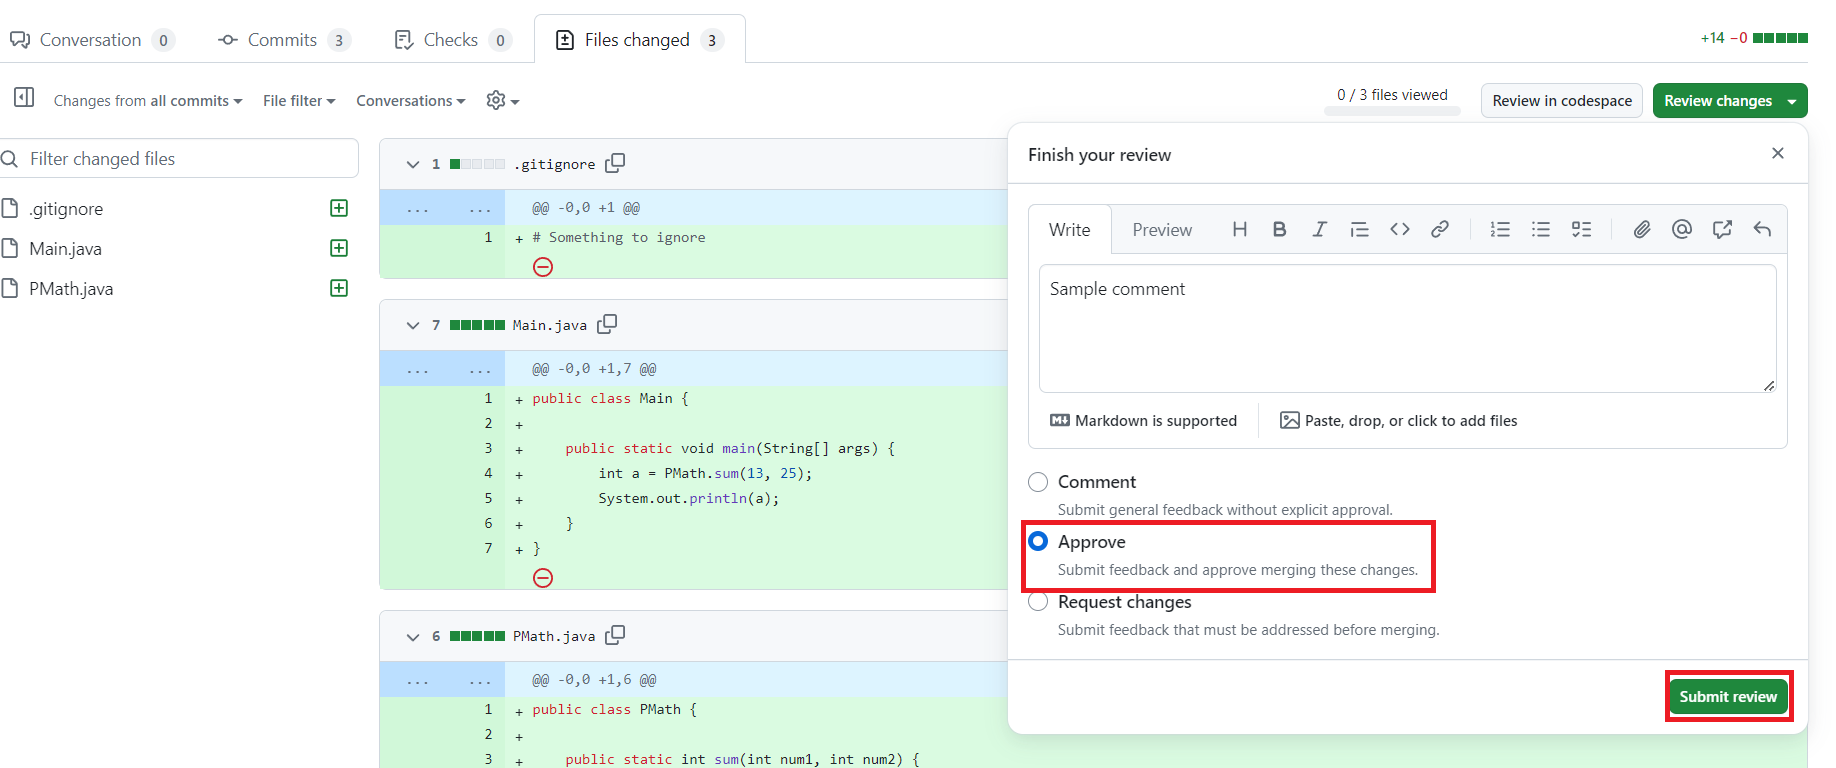 Conversation 0 Commits 3 Checks 0 Files changed 3 +14 −0
Changes from all commits File filter Conversations 0 / 3 files viewed Review in codespace Review changes
Filter changed files
.gitignore
Main.java
PMath.java
1 .gitignore
... ... @@ -0,0 +1 @@
1 + # Something to ignore
7 Main.java
... ... @@ -0,0 +1,7 @@
1 + public class Main {
2 +
3 + public static void main(String[] args) {
4 + int a = PMath.sum(13, 25);
5 + System.out.println(a);
6 + }
7 + }
6 PMath.java
... ... @@ -0,0 +1,6 @@
1 + public class PMath {
2 +
3 + public static int sum(int num1, int num2) {
Finish your review
Write Preview H B I
Sample comment
Markdown is supported Paste, drop, or click to add files
Comment
Submit general feedback without explicit approval.
Approve
Submit feedback and approve merging these changes.
Request changes
Submit feedback that must be addressed before merging.
Submit review